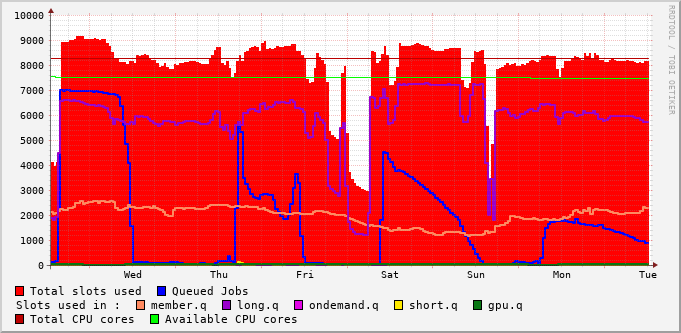 10000
9000
8000
7000
6000
5000
4000
3000
2000
1000
0
Wed Thu Fri Sat Sun Mon Tue
Total slots used Queued Jobs
Slots used in : member.q long.q ondemand.q short.q gpu.q
Total CPU cores Available CPU cores
RRDTOOL / TOBI OETIKER